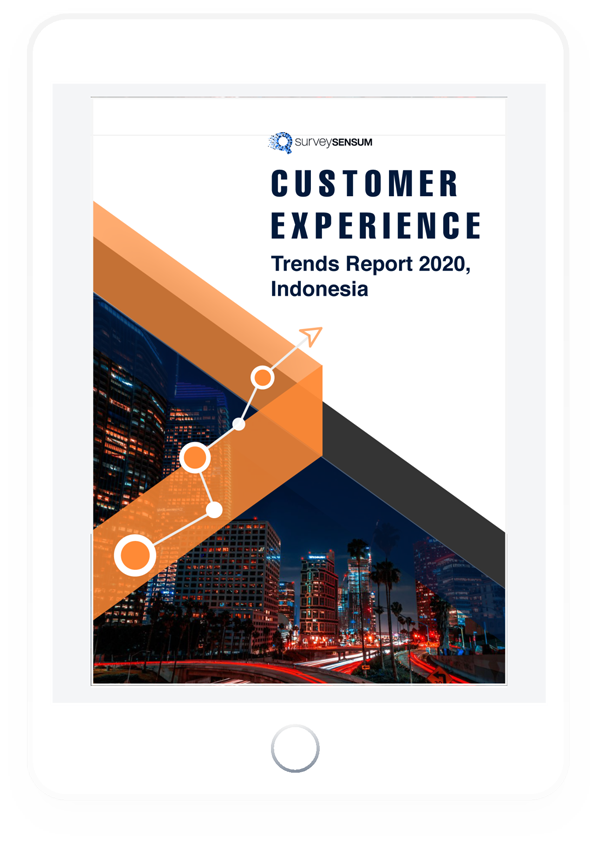 surveySENSUM
CUSTOMER
EXPERIENCE
Trends Report 2020,
Indonesia